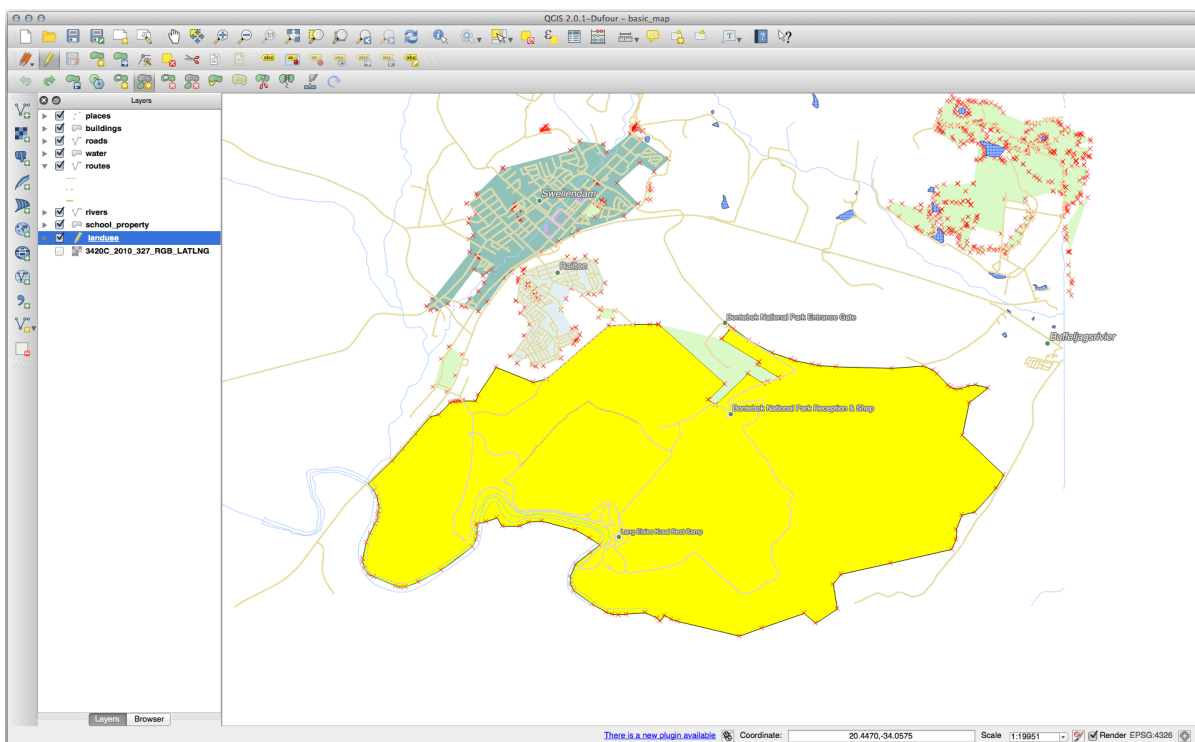 QGIS 2.0.1-Dufour - basic_map
Layers
places
buildings
roads
water
routes
rivers
school_property
landuse
3420C_2010_327_RGB_LATLNG
Swellendam
Railton
Bontebok National Park Entrance Gate
Buffeljagsrivier
Bontebok National Park Reception & Shop
Lang Elsies Kraal Rest Camp
Layers Browser
There is a new plugin available Coordinate: 20.4470,-34.0575 Scale 1:19951 Render EPSG:4326